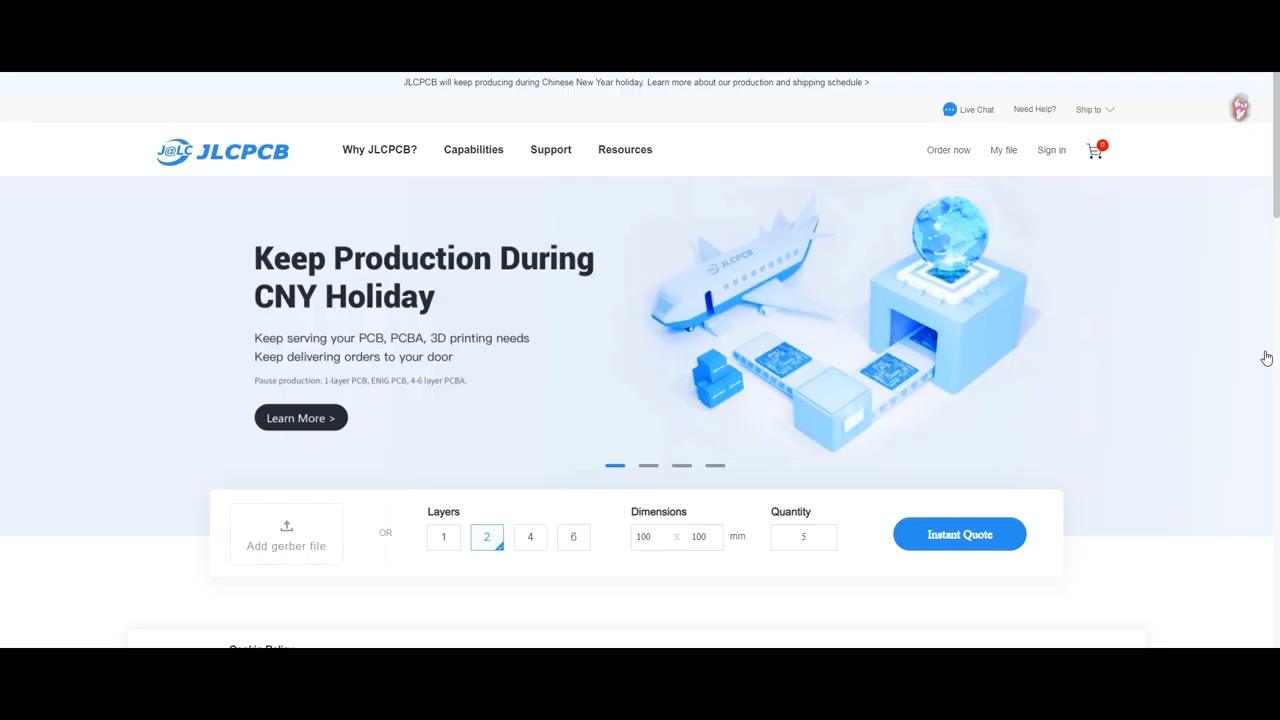 JLCPCB will keep producing during Chinese New Year holiday. Learn more about our production and shipping schedule >
Live Chat Need Help? Ship to
J@LC JLCPCB Why JLCPCB? Capabilities Support Resources Order now My file Sign in 0
JLCPCB
Keep Production During
CNY Holiday
Keep serving your PCB, PCBA, 3D printing needs
Keep delivering orders to your door
Pause production: 1-layer PCB, ENIG PCB, 4-6 layer PCBA.
Learn More >
Layers Dimensions Quantity
Add gerber file OR 1 2 4 6 100 x 100 mm 5 Instant Quote
Cookie Policy